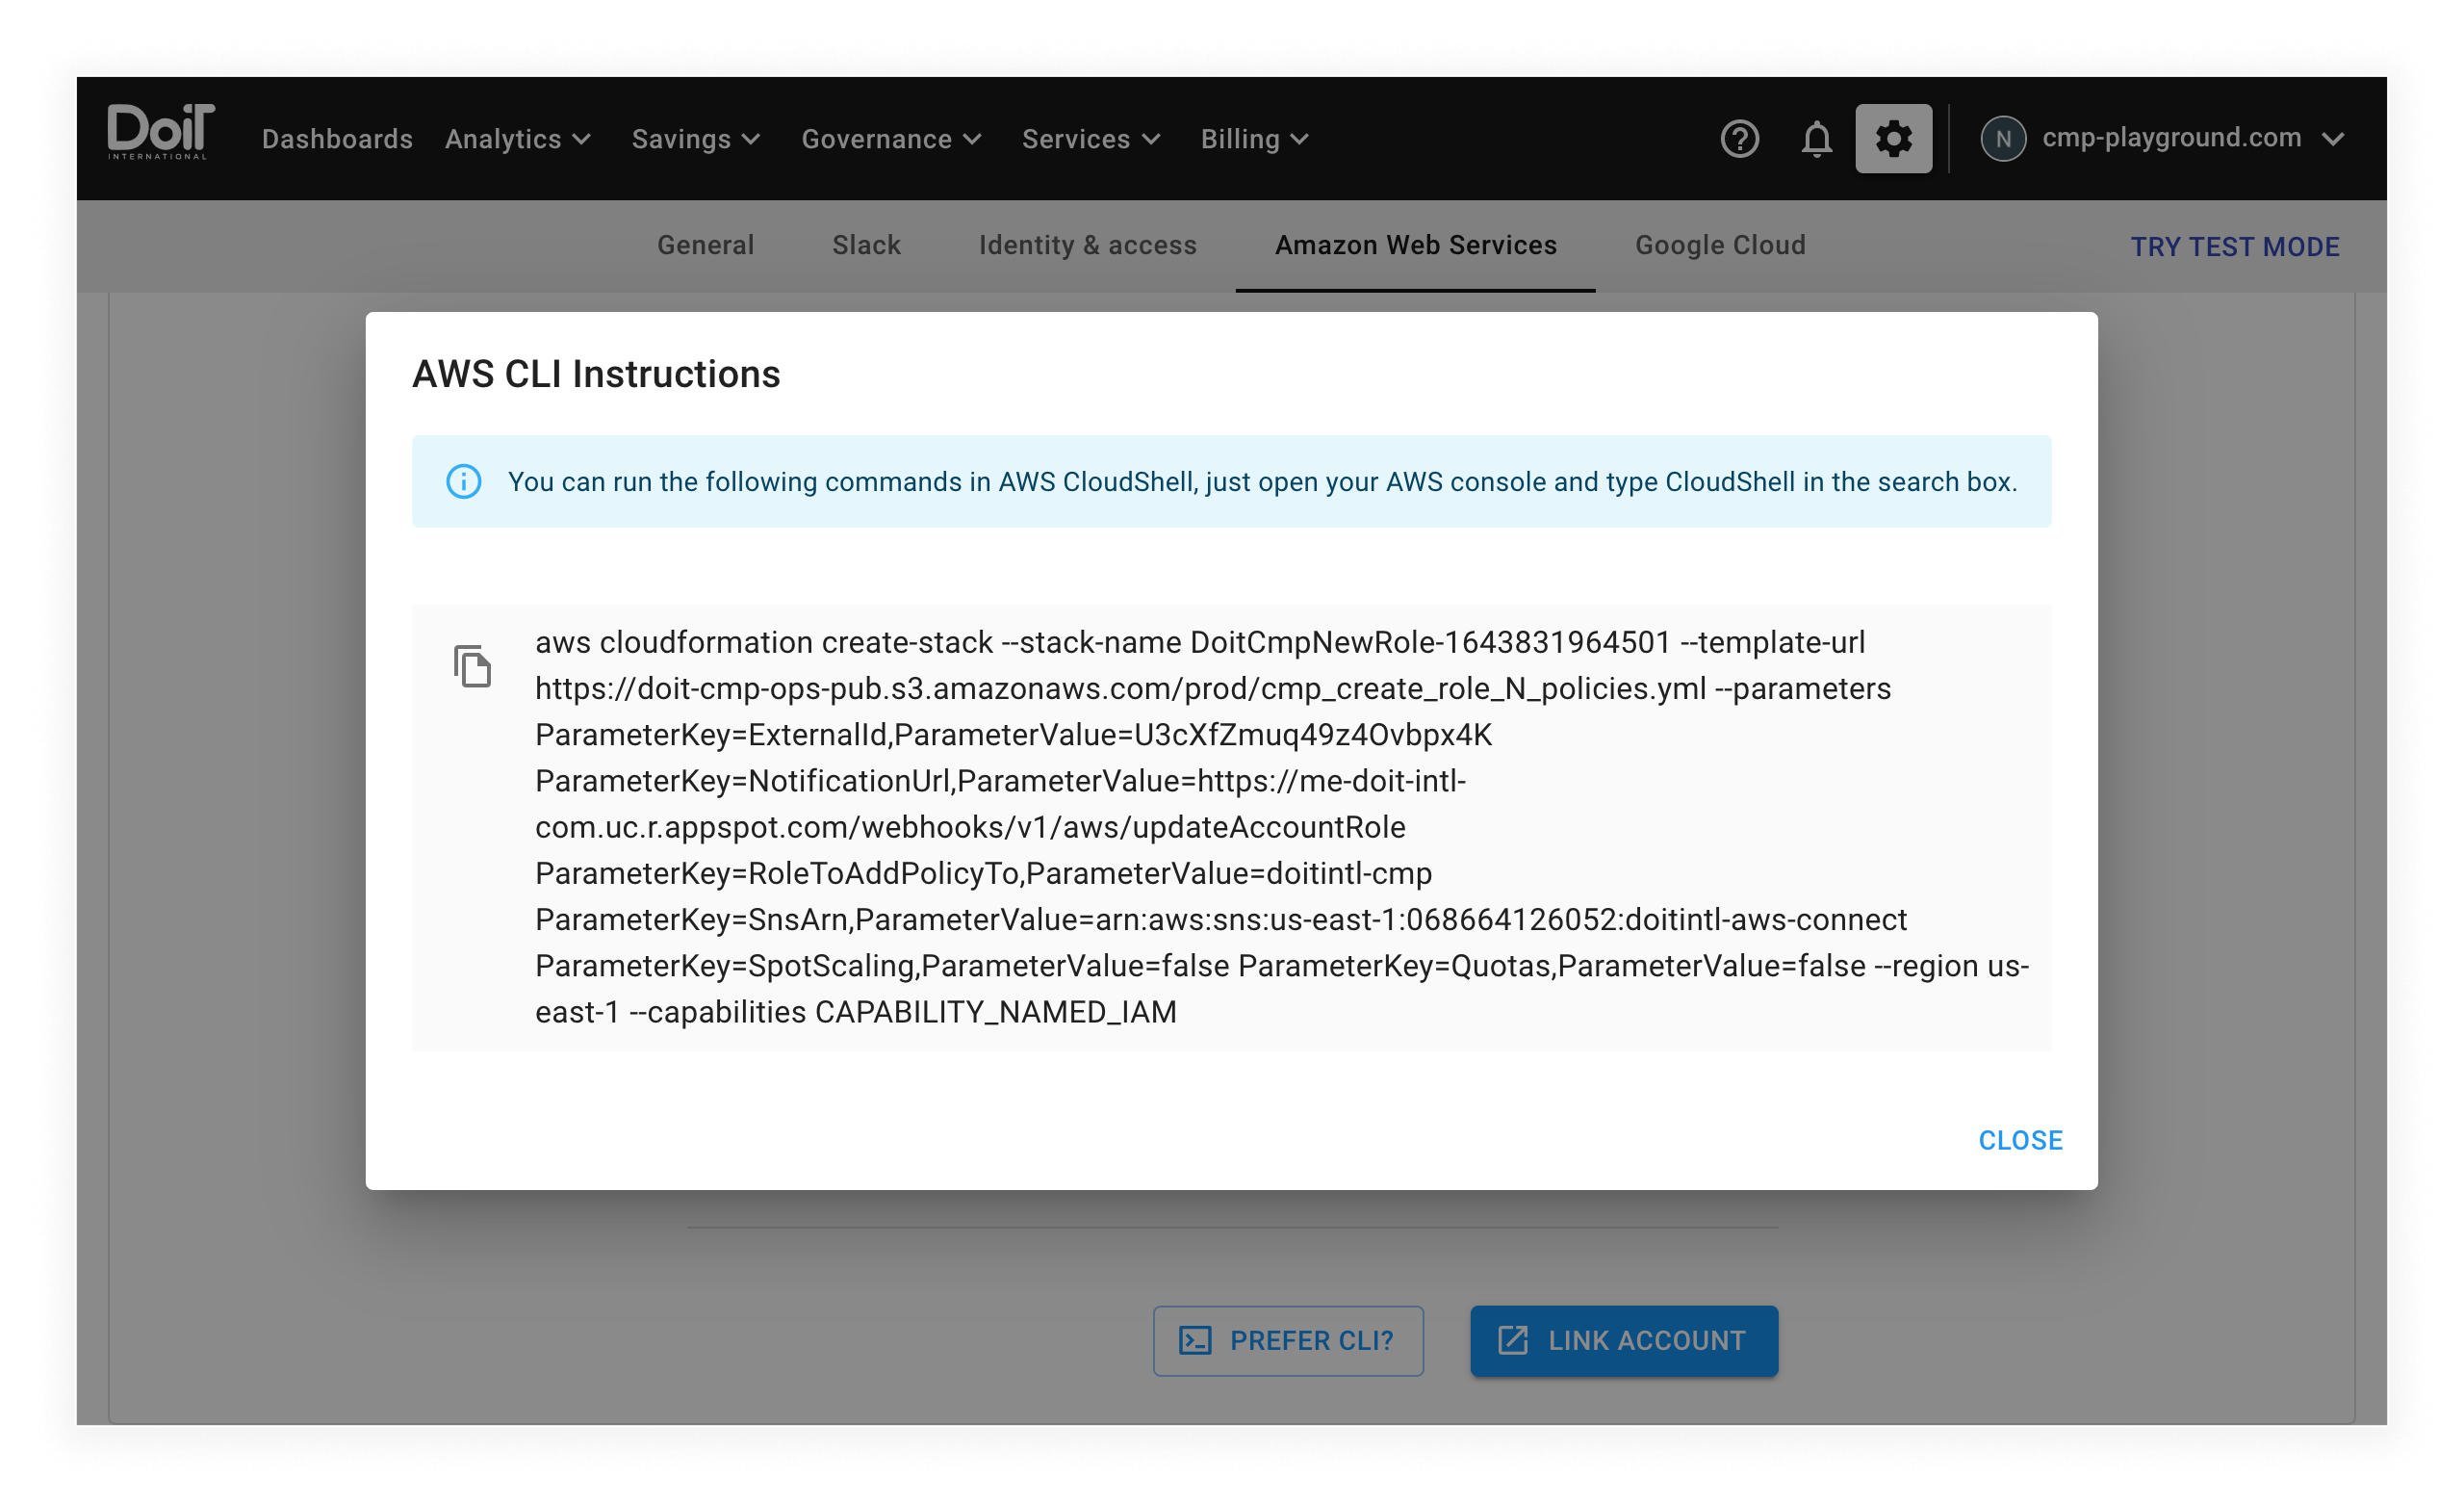 DoiT
INTERNATIONAL
Dashboards Analytics Savings Governance Services Billing
N cmp-playground.com
General Slack Identity & access Amazon Web Services Google Cloud TRY TEST MODE
AWS CLI Instructions
You can run the following commands in AWS CloudShell, just open your AWS console and type CloudShell in the search box.
aws cloudformation create-stack --stack-name DoitCmpNewRole-1643831964501 --template-url
https://doit-cmp-ops-pub.s3.amazonaws.com/prod/cmp_create_role_N_policies.yml --parameters
ParameterKey=ExternalId,ParameterValue=U3cXfZmuq49z4Ovbpx4K
ParameterKey=NotificationUrl,ParameterValue=https://me-doit-intl-
com.uc.r.appspot.com/webhooks/v1/aws/updateAccountRole
ParameterKey=RoleToAddPolicyTo,ParameterValue=doitintl-cmp
ParameterKey=SnsArn,ParameterValue=arn:aws:sns:us-east-1:068664126052:doitintl-aws-connect
ParameterKey=SpotScaling,ParameterValue=false ParameterKey=Quotas,ParameterValue=false --region us-
east-1 --capabilities CAPABILITY_NAMED_IAM
CLOSE
PREFER CLI? LINK ACCOUNT